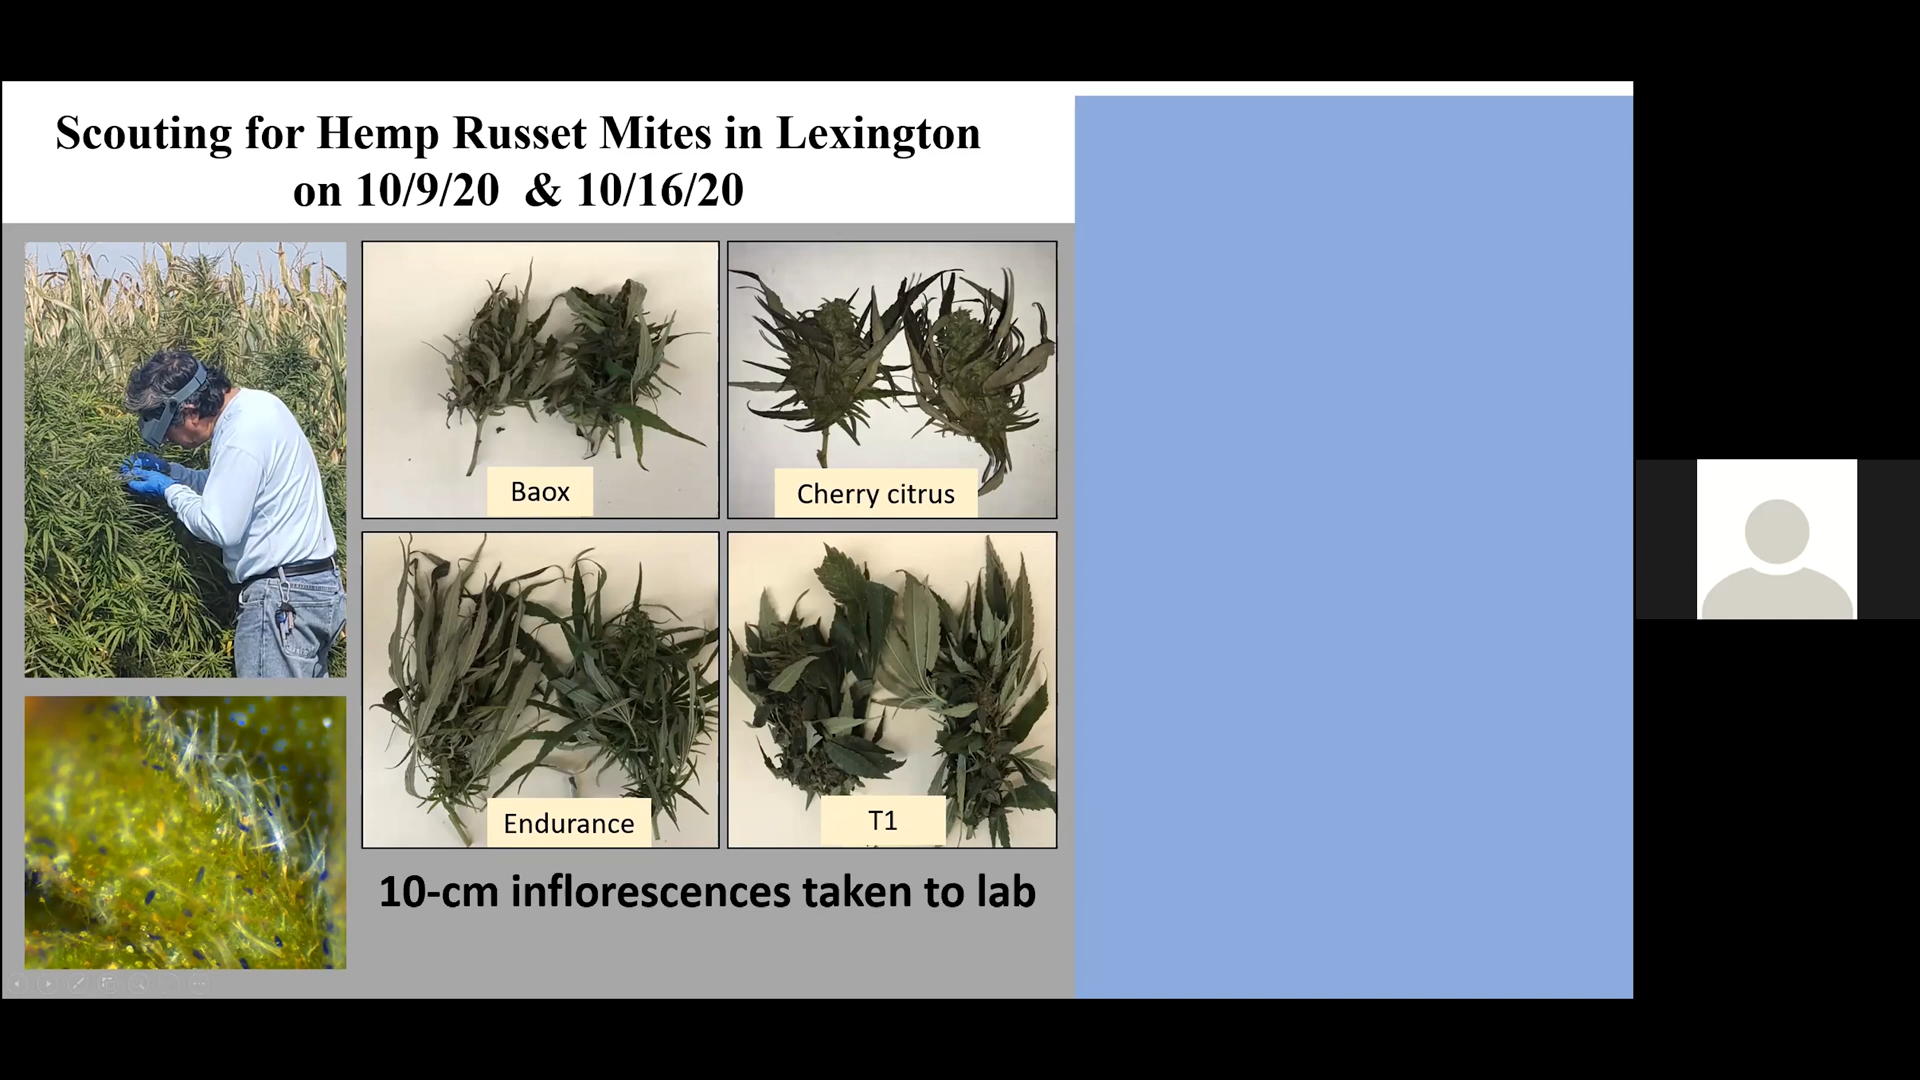 Scouting for Hemp Russet Mites in Lexington
on 10/9/20 & 10/16/20
Baox
Cherry citrus
Endurance
T1
10-cm inflorescences taken to lab